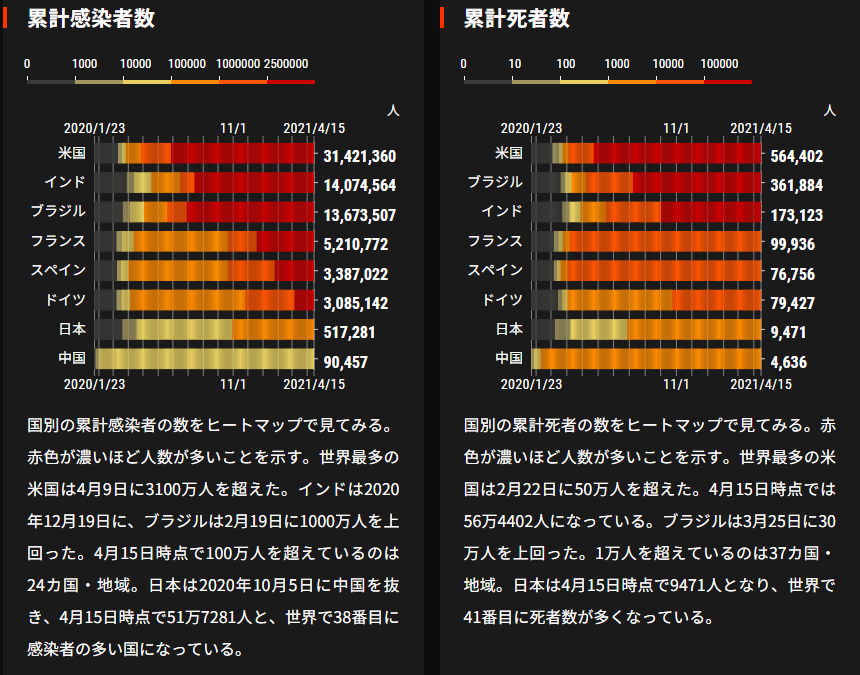 累計感染者数
0 1000 10000 100000 1000000 2500000
人
2020/1/23 11/1 2021/4/15
米国 31,421,360
インド 14,074,564
ブラジル 13,673,507
フランス 5,210,772
スペイン 3,387,022
ドイツ 3,085,142
日本 517,281
中国 90,457
2020/1/23 11/1 2021/4/15
国別の累計感染者の数をヒートマップで見てみる。
赤色が濃いほど人数が多いことを示す。世界最多の
米国は4月9日に3100万人を超えた。インドは2020
年12月19日に、ブラジルは2月19日に1000万人を上
回った。4月15日時点で100万人を超えているのは
24カ国・地域。日本は2020年10月5日に中国を抜
き、4月15日時点で51万7281人と、世界で38番目に
感染者の多い国になっている。
累計死者数
0 10 100 1000 10000 100000
人
2020/1/23 11/1 2021/4/15
米国 564,402
ブラジル 361,884
インド 173,123
フランス 99,936
スペイン 76,756
ドイツ 79,427
日本 9,471
中国 4,636
2020/1/23 11/1 2021/4/15
国別の累計死者の数をヒートマップで見てみる。赤
色が濃いほど人数が多いことを示す。世界最多の米
国は2月22日に50万人を超えた。4月15日時点では
56万4402人になっている。ブラジルは3月25日に30
万人を上回った。1万人を超えているのは37カ国・
地域。日本は4月15日時点で9471人となり、世界で
41番目に死者数が多くなっている。